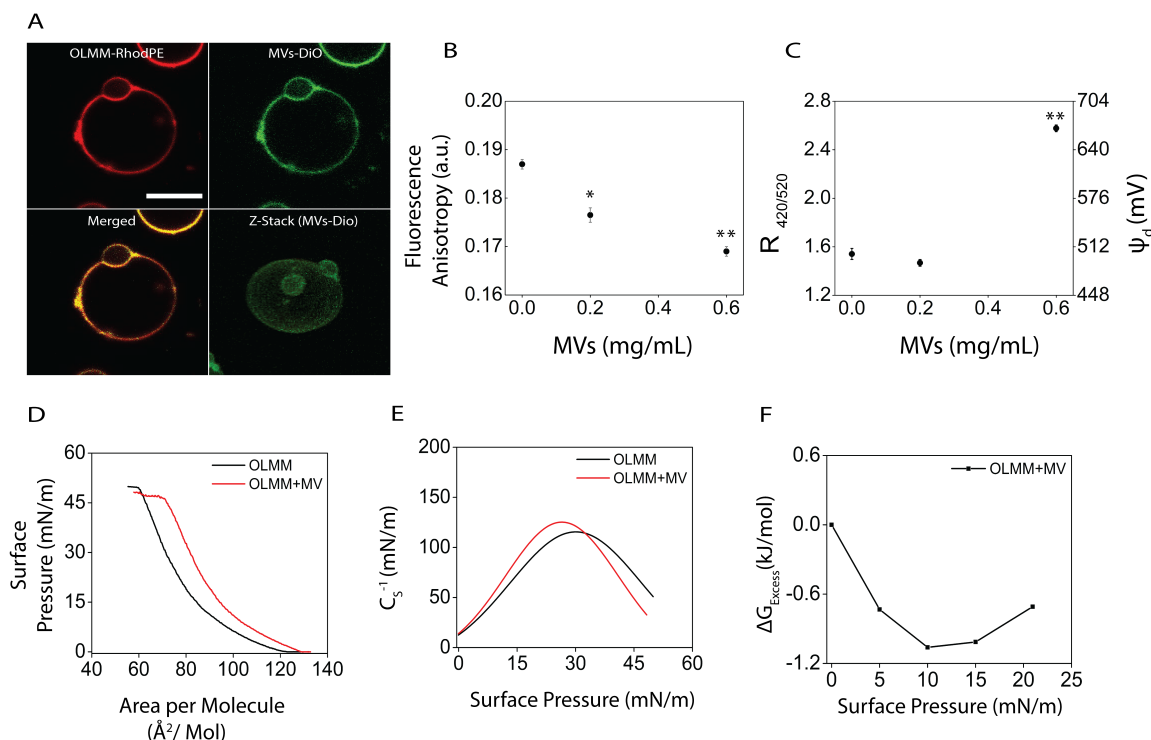 A
OLMM-RhodPE
MVs-DiO
Merged
Z-Stack (MVs-Dio)
B
0.20
0.19
0.18
0.17
0.16
Fluorescence
Anisotropy (a.u.)
*
**
0.0 0.2 0.4 0.6
MVs (mg/mL)
C
2.8
2.4
2.0
1.6
1.2
R 420/520
**
704
640
576
512
448
ψd (mV)
0.0 0.2 0.4 0.6
MVs (mg/mL)
D
60
45
30
15
0
Surface
Pressure (mN/m)
OLMM
OLMM+MV
40 60 80 100 120 140
Area per Molecule
(Å²/ Mol)
E
200
150
100
50
0
Cs⁻¹ (mN/m)
OLMM
OLMM+MV
0 15 30 45 60
Surface Pressure (mN/m)
F
0.6
0.0
-0.6
-1.2
ΔGExcess(kJ/mol)
OLMM+MV
0 5 10 15 20 25
Surface Pressure (mN/m)